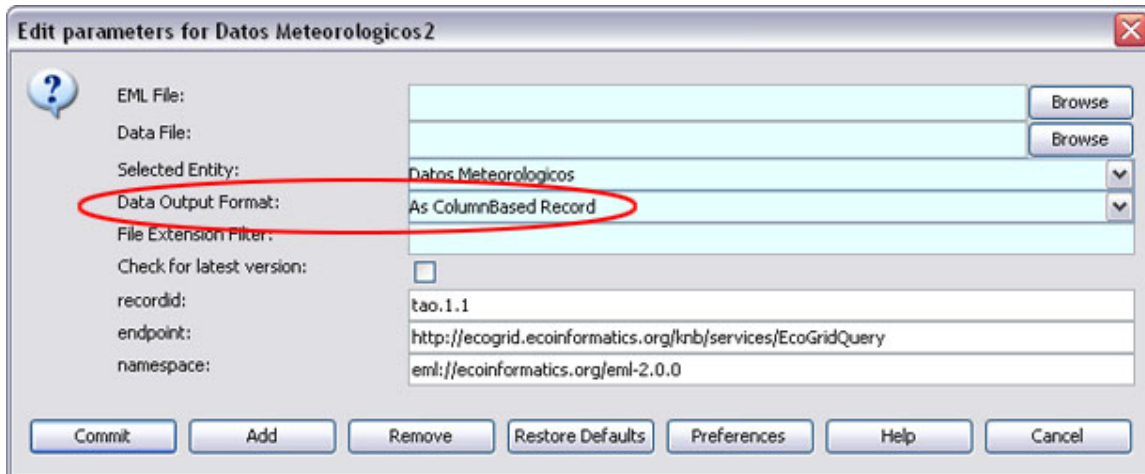 Edit parameters for Datos Meteorologicos2
EML File:
Browse
Data File:
Browse
Selected Entity: Datos Meteorologicos
Data Output Format: As ColumnBased Record
File Extension Filter:
Check for latest version:
recordid: tao.1.1
endpoint: http://ecogrid.ecoinformatics.org/knb/services/EcoGridQuery
namespace: eml://ecoinformatics.org/eml-2.0.0
Commit Add Remove Restore Defaults Preferences Help Cancel